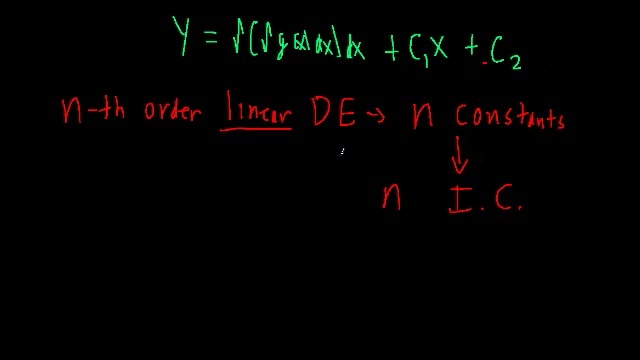 Y = ∫(∫g(x)dx)dx + C₁X + C₂
n-th order linear DE → n constants
↓
n I.C.